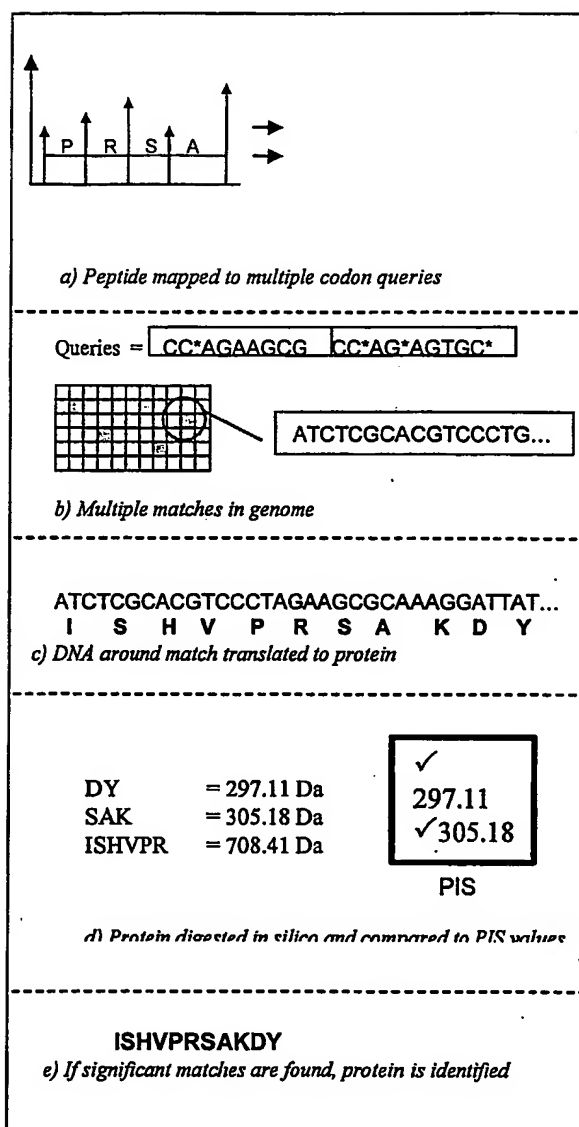 P R S A
a) Peptide mapped to multiple codon queries
Queries = CC*AGAAGCG CC*AG*AGTGC*
ATCTCGCACGTCCCTG...
b) Multiple matches in genome
ATCTCGCACGTCCCTAGAAGCGCAAAGGATTAT...
I S H V P R S A K D Y
c) DNA around match translated to protein
DY = 297.11 Da
SAK = 305.18 Da
ISHVPR = 708.41 Da
✓
297.11
✓305.18
PIS
d) Protein digested in silico and compared to PIS values
ISHVPRSAKDY
e) If significant matches are found, protein is identified